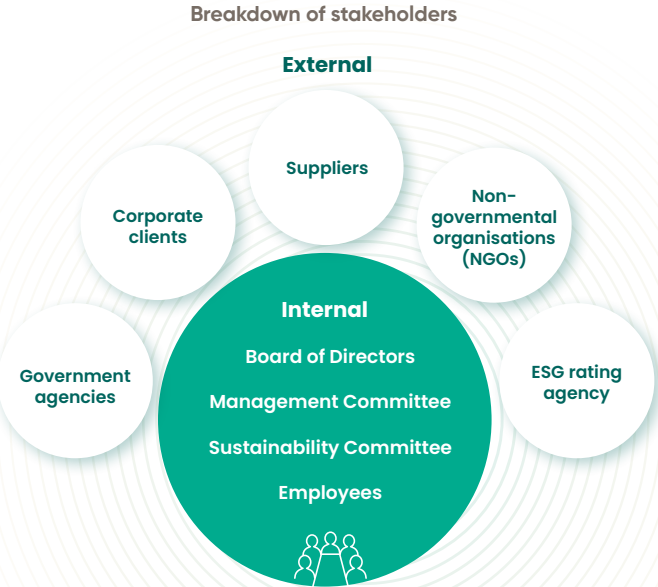 Breakdown of stakeholders
External
Suppliers
Corporate
clients
Non-
governmental
organisations
(NGOs)
Government
agencies
ESG rating
agency
Internal
Board of Directors
Management Committee
Sustainability Committee
Employees